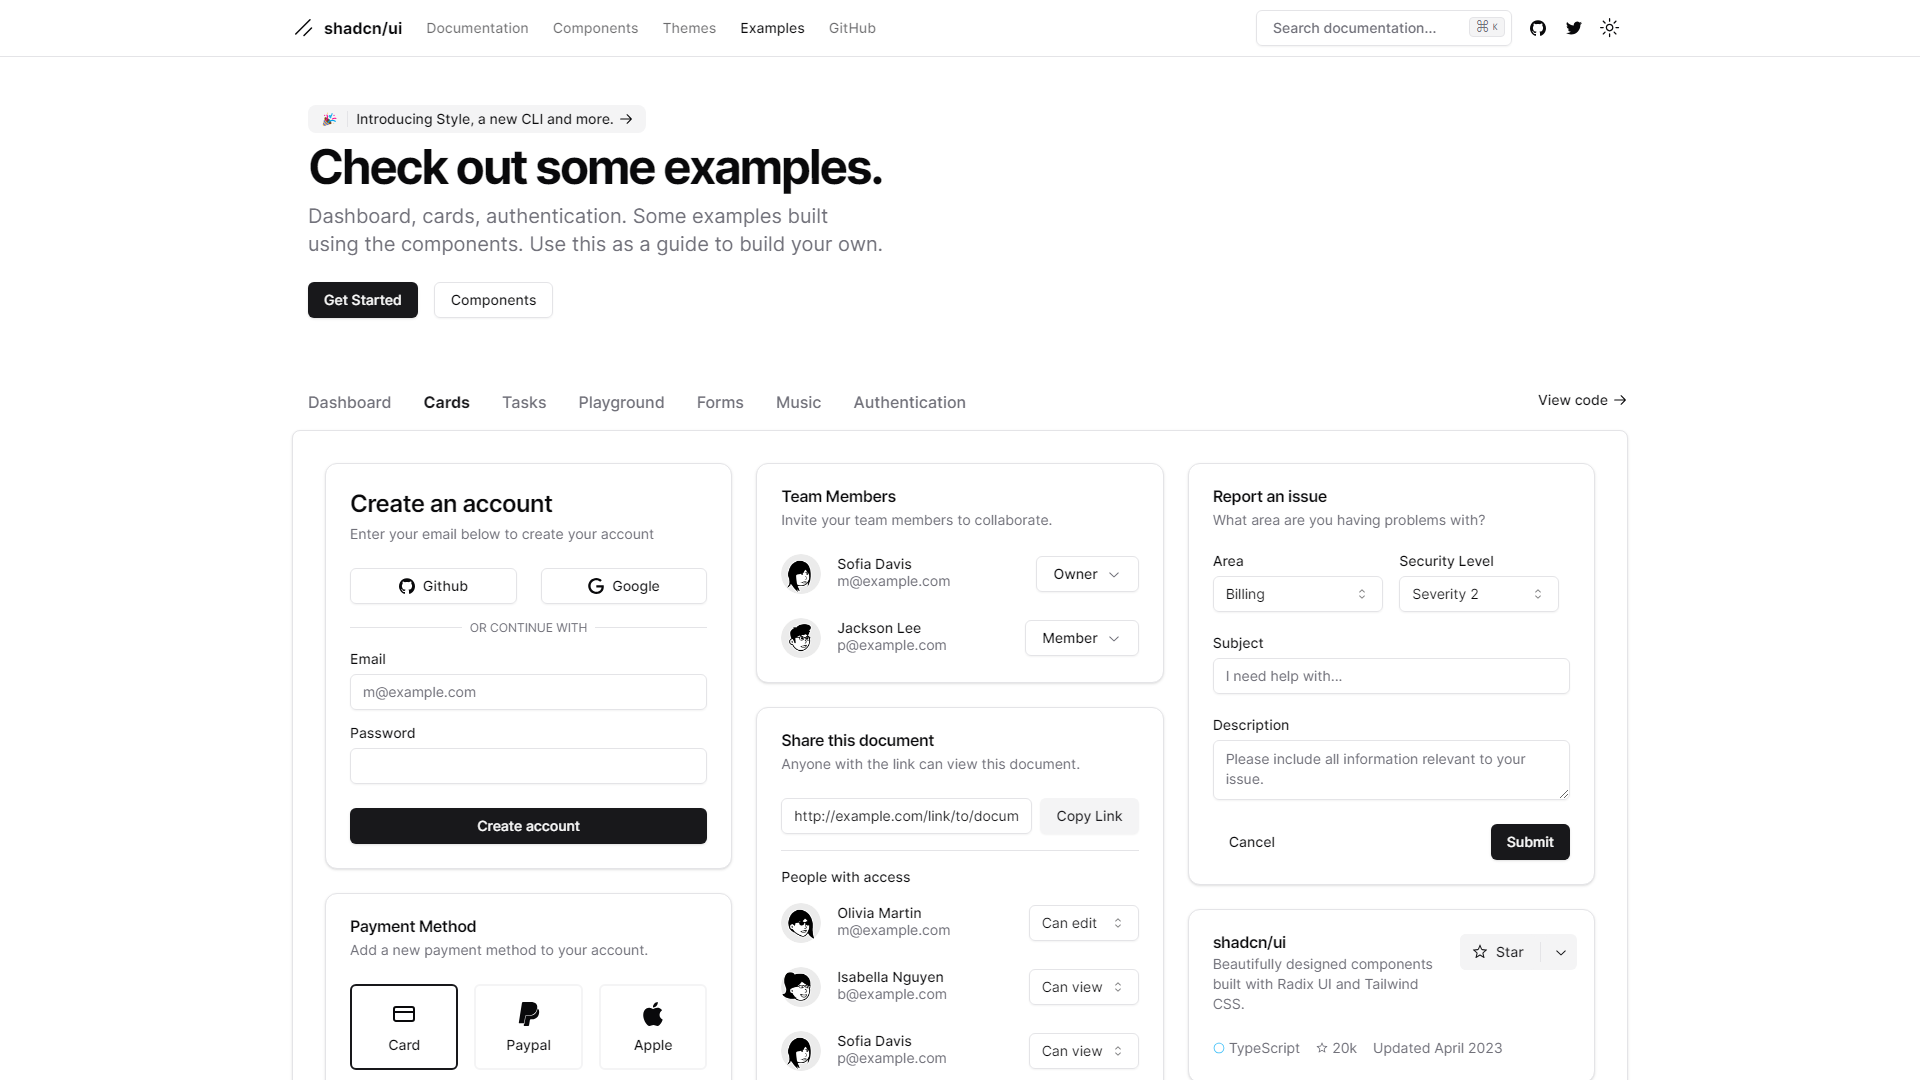 shadcn/ui
Documentation
Components
Themes
Examples
GitHub
Search documentation...
⌘ K
Introducing Style, a new CLI and more.
Check out some examples.
Dashboard, cards, authentication. Some examples built
using the components. Use this as a guide to build your own.
Get Started
Components
Dashboard
Cards
Tasks
Playground
Forms
Music
Authentication
View code
Create an account
Enter your email below to create your account
Github
Google
OR CONTINUE WITH
Email
m@example.com
Password
Create account
Payment Method
Add a new payment method to your account.
Card
Paypal
Apple
Team Members
Invite your team members to collaborate.
Sofia Davis
m@example.com
Owner
Jackson Lee
p@example.com
Member
Share this document
Anyone with the link can view this document.
http://example.com/link/to/docum
Copy Link
People with access
Olivia Martin
m@example.com
Can edit
Isabella Nguyen
b@example.com
Can view
Sofia Davis
p@example.com
Can view
Report an issue
What area are you having problems with?
Area
Billing
Security Level
Severity 2
Subject
I need help with...
Description
Please include all information relevant to your
issue.
Cancel
Submit
shadcn/ui
Beautifully designed components
built with Radix UI and Tailwind
CSS.
Star
TypeScript
20k
Updated April 2023